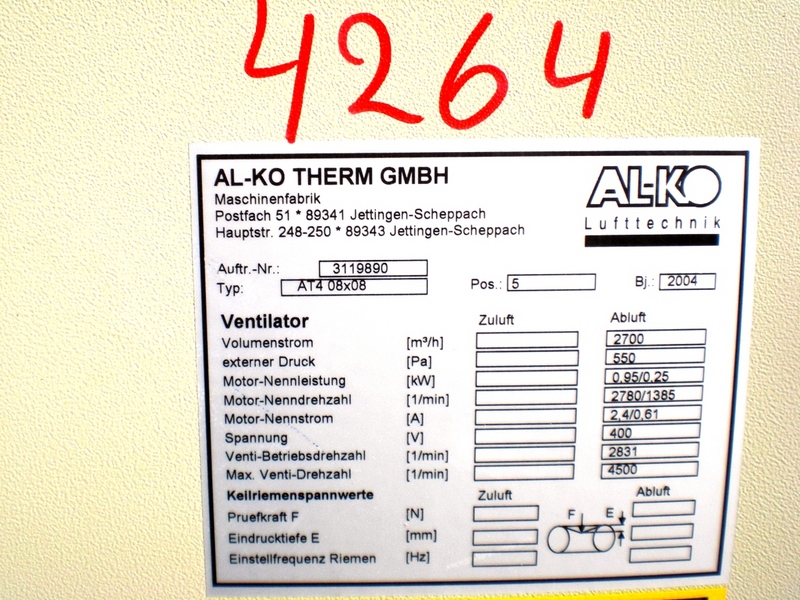 4264
AL-KO THERM GMBH
Maschinenfabrik
Postfach 51 * 89341 Jettingen-Scheppach
Hauptstr. 248-250 * 89343 Jettingen-Scheppach
AL-KO
Lufttechnik
Auftr.-Nr.: 3119890
Typ: AT4 08x08 Pos.: 5 Bj.: 2004
Ventilator Zuluft Abluft
Volumenstrom [m³/h] 2700
externer Druck [Pa] 550
Motor-Nennleistung [kW] 0,95/0,25
Motor-Nenndrehzahl [1/min] 2780/1385
Motor-Nennstrom [A] 2,4/0,61
Spannung [V] 400
Venti-Betriebsdrehzahl [1/min] 2831
Max. Venti-Drehzahl [1/min] 4500
Keilriemenspannwerte Zuluft Abluft
Pruefkraft F [N] F E
Eindrucktiefe E [mm]
Einstellfrequenz Riemen [Hz]